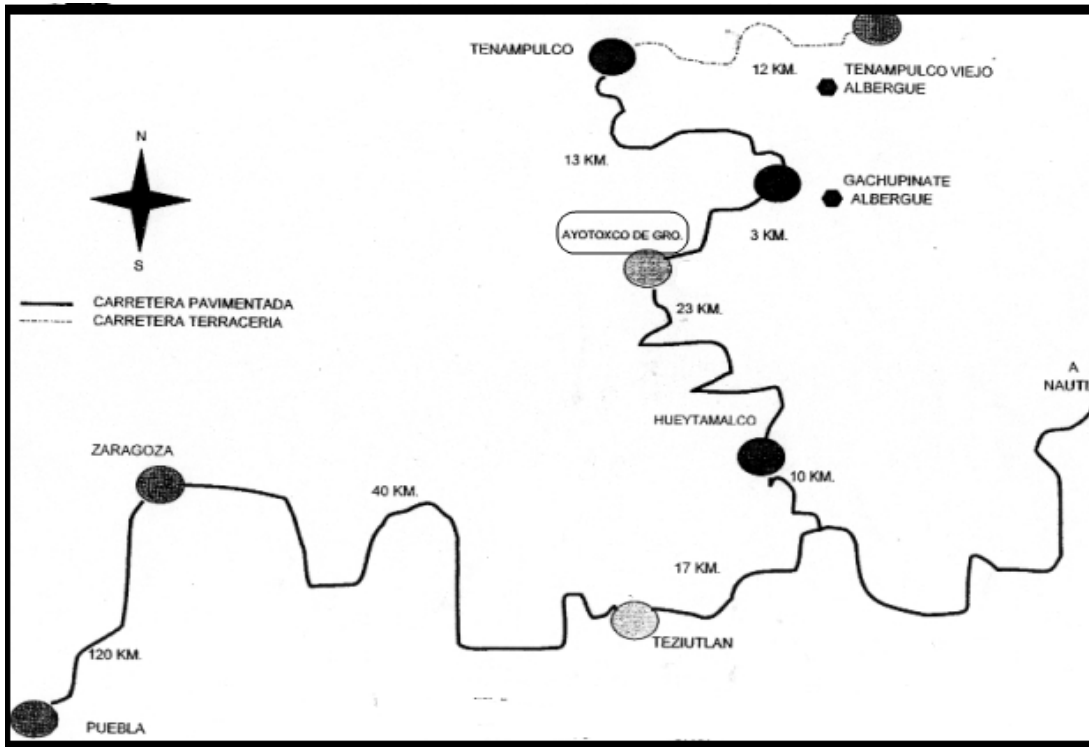 TENAMPULCO
12 KM.
TENAMPULCO VIEJO
ALBERGUE
N
13 KM.
GACHUPINATE
ALBERGUE
AYOTOXCO DE GRO.
3 KM.
S
CARRETERA PAVIMENTADA
CARRETERA TERRACERIA
23 KM.
A
NAUTI
HUEYTAMALCO
ZARAGOZA
40 KM.
10 KM.
17 KM.
TEZIUTLAN
120 KM.
PUEBLA